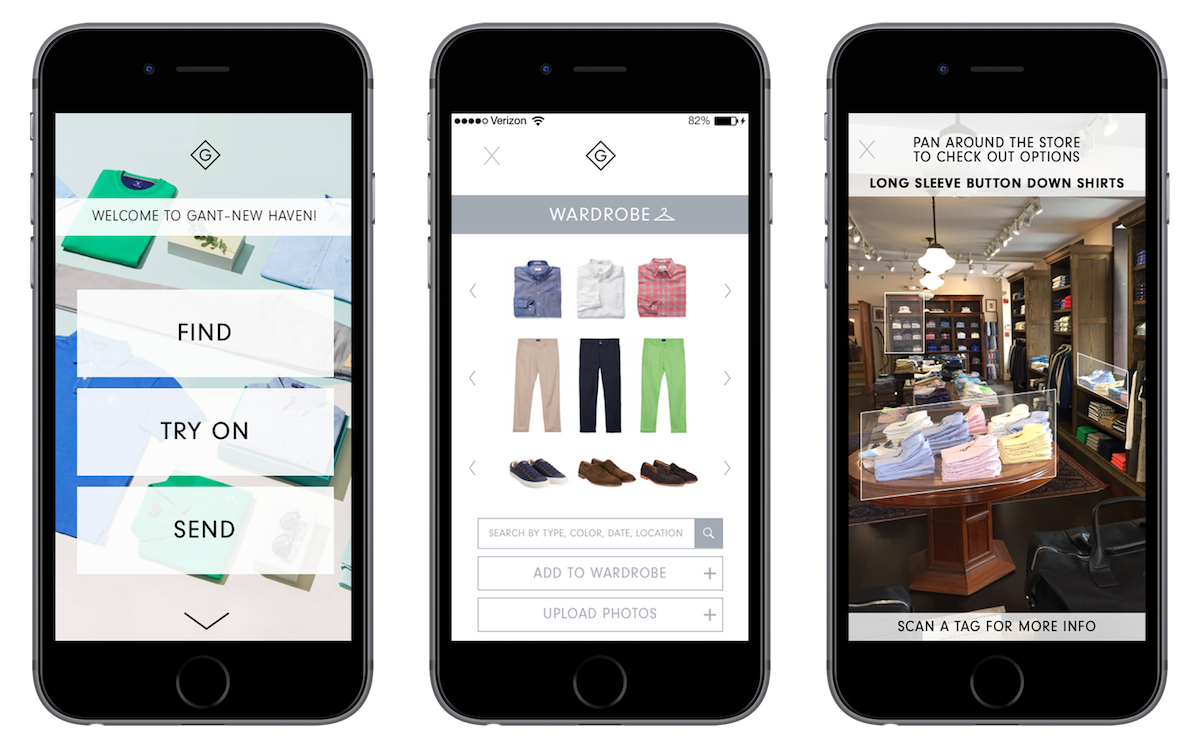 G
WELCOME TO GANT-NEW HAVEN!
FIND
TRY ON
SEND
Verizon
82%
G
WARDROBE
SEARCH BY TYPE, COLOR, DATE, LOCATION
ADD TO WARDROBE +
UPLOAD PHOTOS +
PAN AROUND THE STORE
TO CHECK OUT OPTIONS
LONG SLEEVE BUTTON DOWN SHIRTS
SCAN A TAG FOR MORE INFO